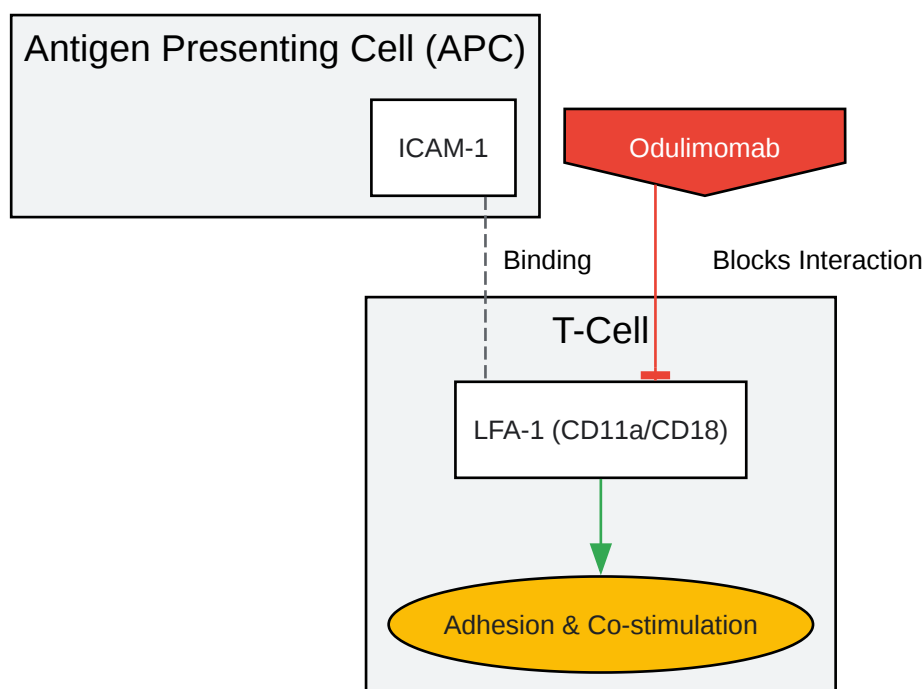 Antigen Presenting Cell (APC)
ICAM-1
Odulimomab
Binding
Blocks Interaction
T-Cell
LFA-1 (CD11a/CD18)
Adhesion & Co-stimulation